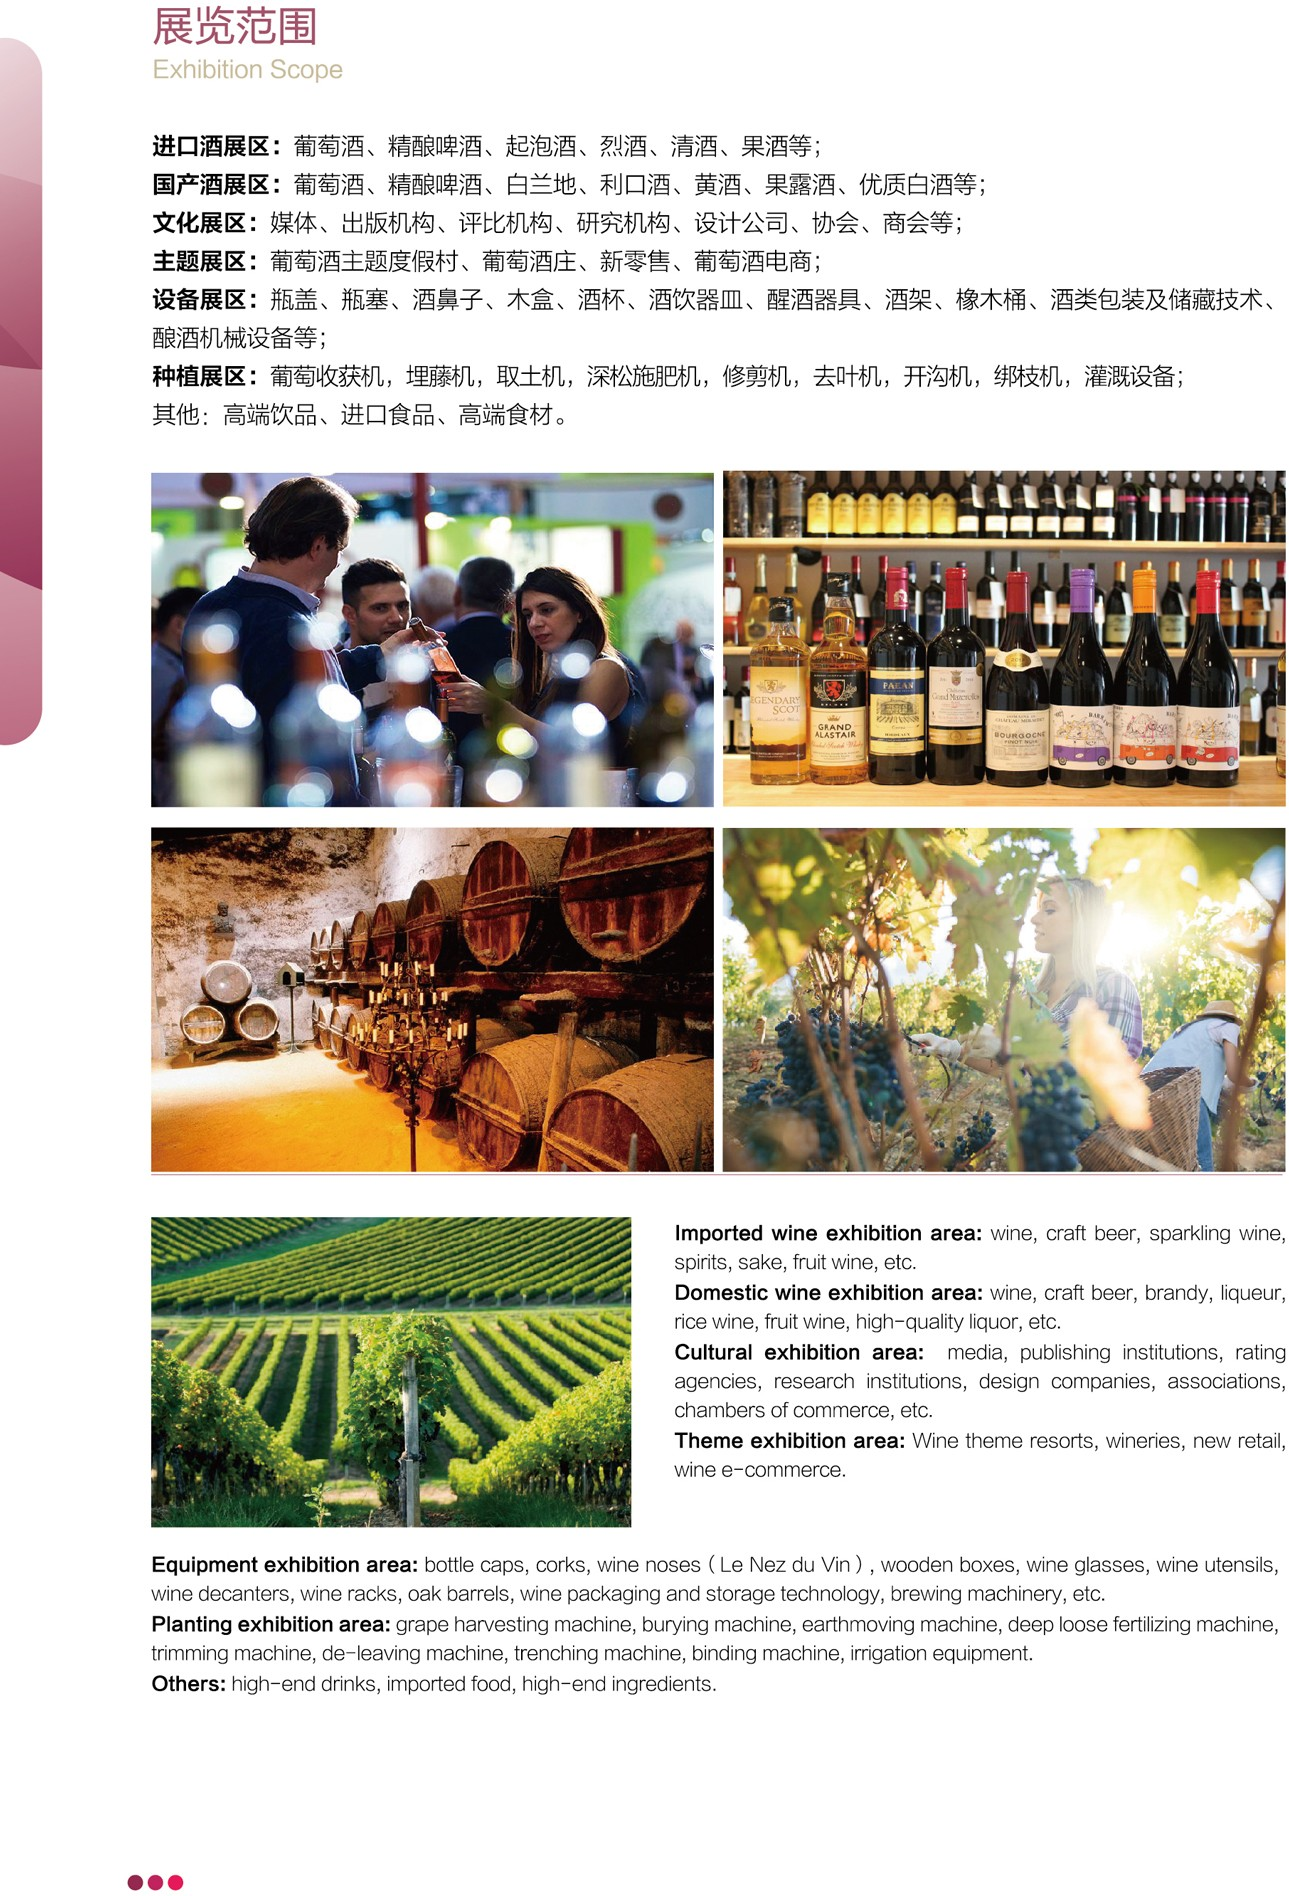 展览范围
Exhibition Scope
进口酒展区：葡萄酒、精酿啤酒、起泡酒、烈酒、清酒、果酒等；
国产酒展区：葡萄酒、精酿啤酒、白兰地、利口酒、黄酒、果露酒、优质白酒等；
文化展区：媒体、出版机构、评比机构、研究机构、设计公司、协会、商会等；
主题展区：葡萄酒主题度假村、葡萄酒庄、新零售、葡萄酒电商；
设备展区：瓶盖、瓶塞、酒鼻子、木盒、酒杯、酒饮器皿、醒酒器具、酒架、橡木桶、酒类包装及储藏技术、
酿酒机械设备等；
种植展区：葡萄收获机，埋藤机，取土机，深松施肥机，修剪机，去叶机，开沟机，绑枝机，灌溉设备；
其他：高端饮品、进口食品、高端食材。
GRAND
ALASTAIR
BOURGOGNE
PINOT NOIR
Imported wine exhibition area: wine, craft beer, sparkling wine,
spirits, sake, fruit wine, etc.
Domestic wine exhibition area: wine, craft beer, brandy, liqueur,
rice wine, fruit wine, high-quality liquor, etc.
Cultural exhibition area: media, publishing institutions, rating
agencies, research institutions, design companies, associations,
chambers of commerce, etc.
Theme exhibition area: Wine theme resorts, wineries, new retail,
wine e-commerce.
Equipment exhibition area: bottle caps, corks, wine noses（Le Nez du Vin）, wooden boxes, wine glasses, wine utensils,
wine decanters, wine racks, oak barrels, wine packaging and storage technology, brewing machinery, etc.
Planting exhibition area: grape harvesting machine, burying machine, earthmoving machine, deep loose fertilizing machine,
trimming machine, de-leaving machine, trenching machine, binding machine, irrigation equipment.
Others: high-end drinks, imported food, high-end ingredients.